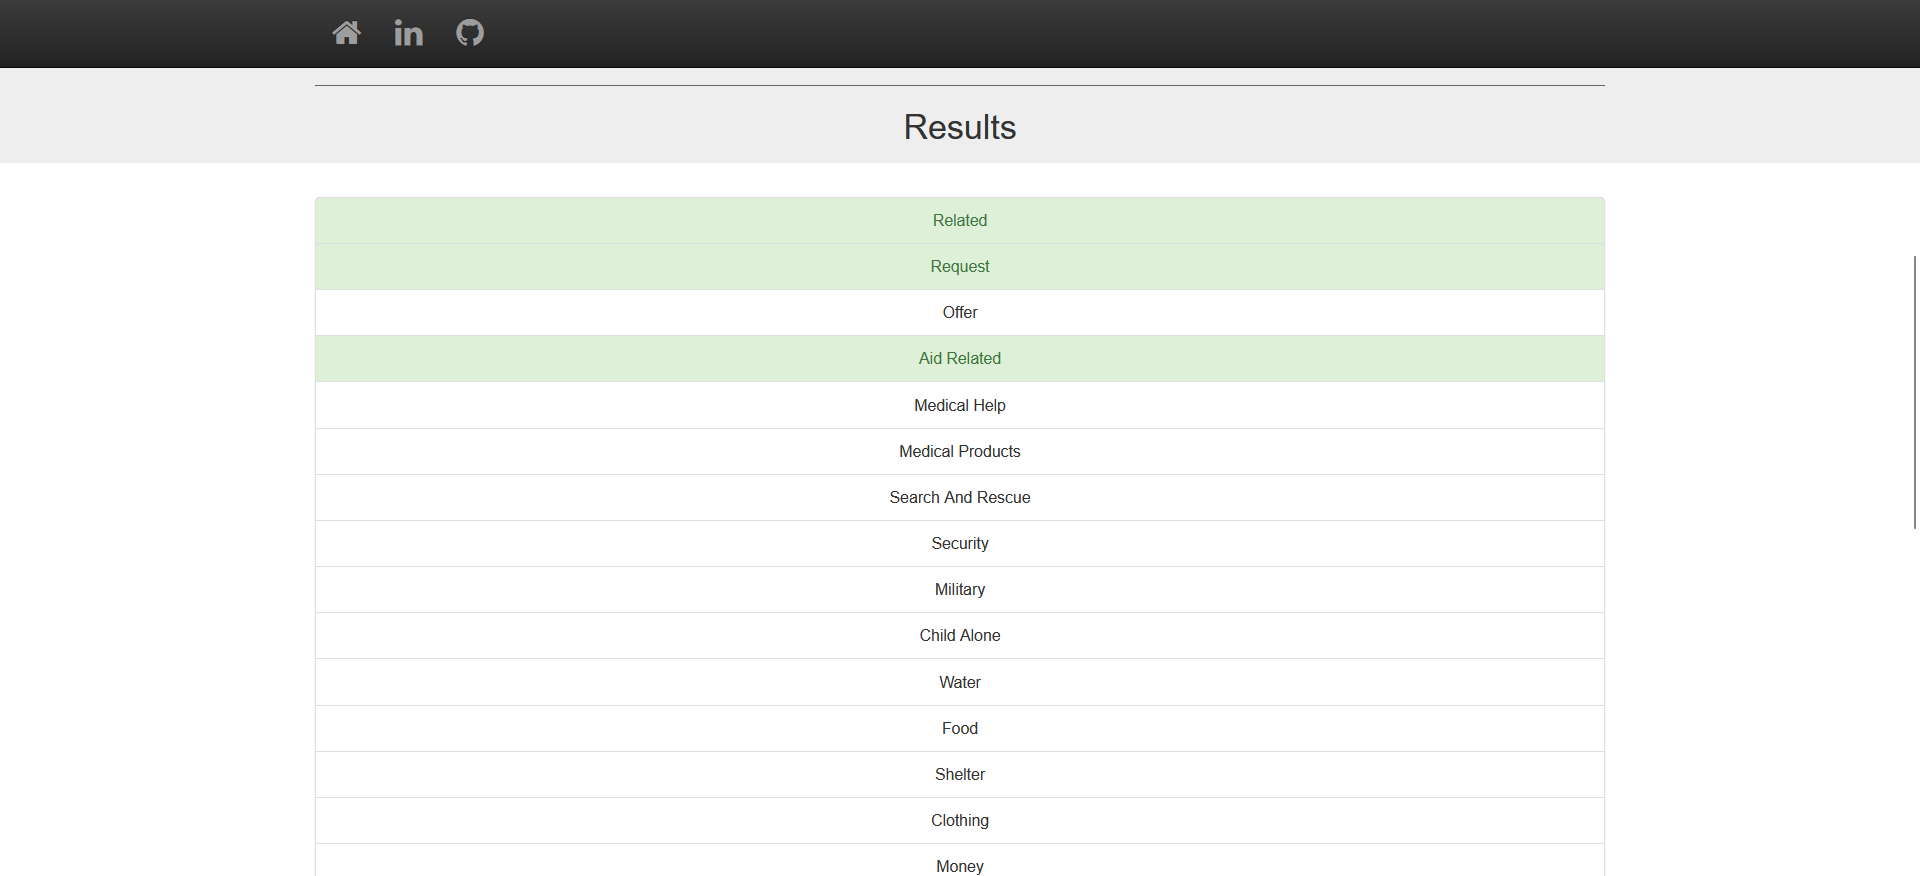 Results
Related
Request
Offer
Aid Related
Medical Help
Medical Products
Search And Rescue
Security
Military
Child Alone
Water
Food
Shelter
Clothing
Money